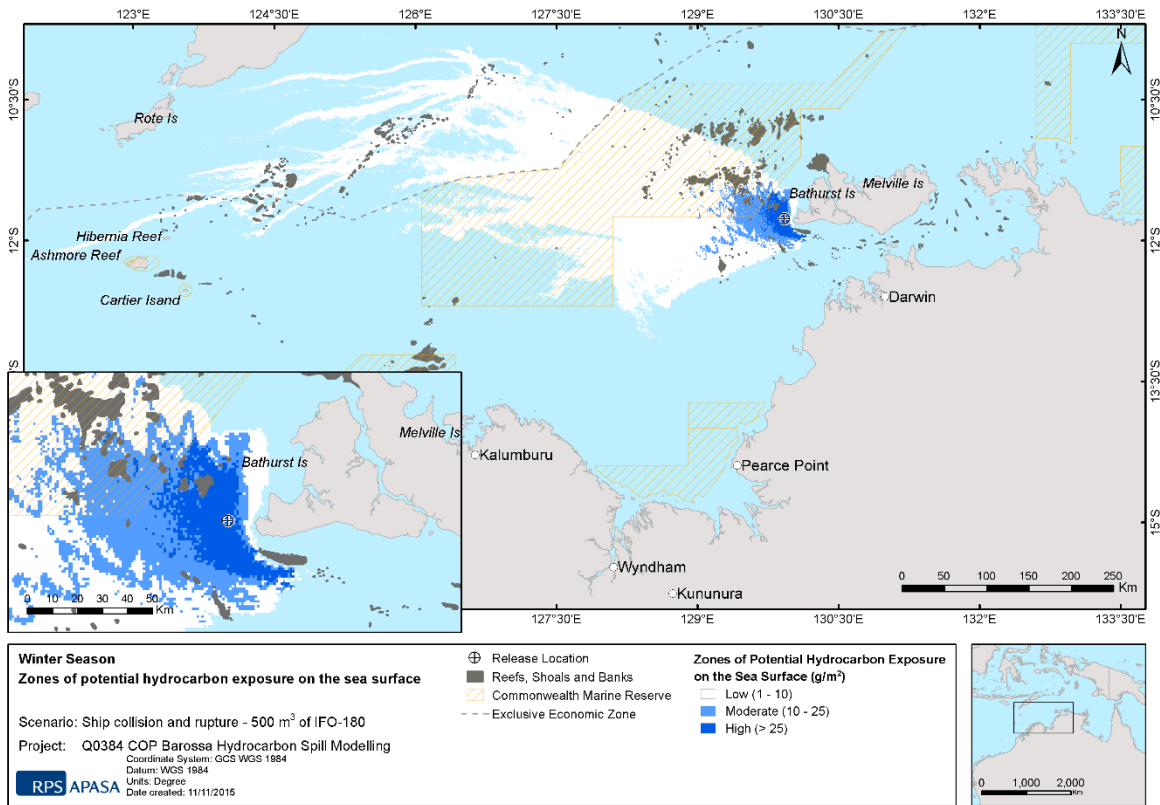 123°E
124°30'E
126°E
127°30'E
129°E
130°30'E
132°E
133°30'E
N
10°30'S
10°30'S
Rote Is
Bathurst Is
Melville Is
Hibernia Reef
12°S
12°S
Ashmore Reef
Cartier Isand
Darwin
13°30'S
Melville Is
Bathurst Is
Kalumburu
Pearce Point
15°S
Wyndham
Kununura
0 50 100 150 200 250
Km
0 10 20 30 40 50
Km
127°30'E
129°E
130°30'E
132°E
133°30'E
Winter Season
Zones of potential hydrocarbon exposure on the sea surface
Scenario: Ship collision and rupture - 500 m³ of IFO-180
Project: Q0384 COP Barossa Hydrocarbon Spill Modelling
Coordinate System: GCS WGS 1984
Datum: WGS 1984
Units: Degree
Date created: 11/11/2015
RPS APASA
Release Location
Reefs, Shoals and Banks
Commonwealth Marine Reserve
Exclusive Economic Zone
Zones of Potential Hydrocarbon Exposure
on the Sea Surface (g/m²)
Low (1 - 10)
Moderate (10 - 25)
High (> 25)
0 1,000 2,000
Km